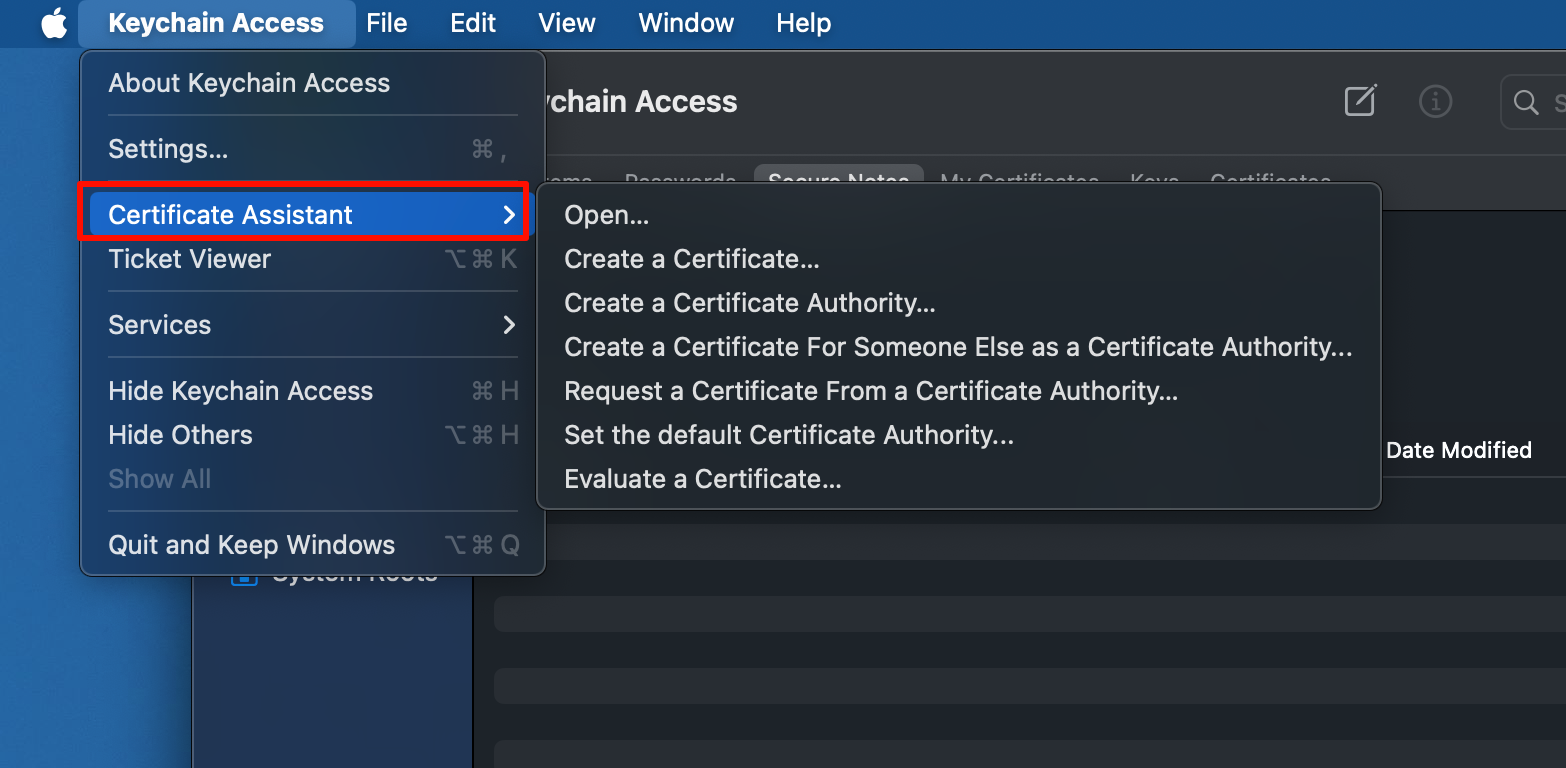 Keychain Access File Edit View Window Help
About Keychain Access
Settings... ⌘ ,
Certificate Assistant
Ticket Viewer ⌥ ⌘ K
Services
Hide Keychain Access ⌘ H
Hide Others ⌥ ⌘ H
Show All
Quit and Keep Windows ⌥ ⌘ Q
Open...
Create a Certificate...
Create a Certificate Authority...
Create a Certificate For Someone Else as a Certificate Authority...
Request a Certificate From a Certificate Authority...
Set the default Certificate Authority...
Evaluate a Certificate...
ychain Access
Passwords Secure Notes My Certificates Keys Certificates
Date Modified
System Roots